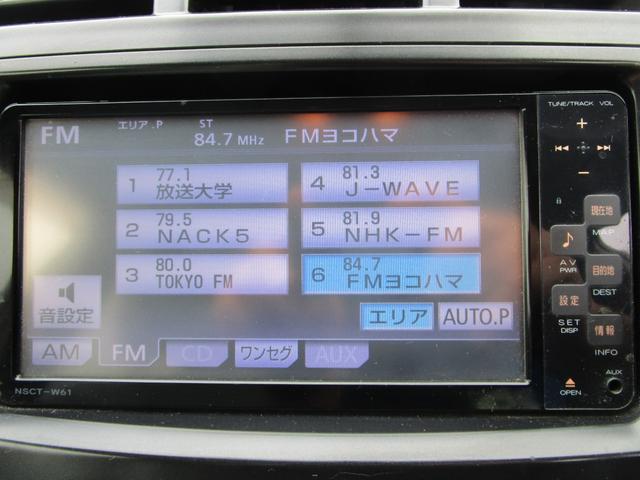 TUNE/TRACK VOL
FM エリア.P ST 84.7 MHz FMヨコハマ
+
1 77.1 放送大学
4 81.3 J-WAVE
2 79.5 NACK5
5 81.9 NHK-FM
3 80.0 TOKYO FM
6 84.7 FMヨコハマ
音設定
エリア AUTO.P
AM FM CD ワンセグ AUX
NSCT-W61
−
現在地
MAP
AV PWR
目的地
DEST
設定
SET DISP
情報
INFO
OPEN
AUX